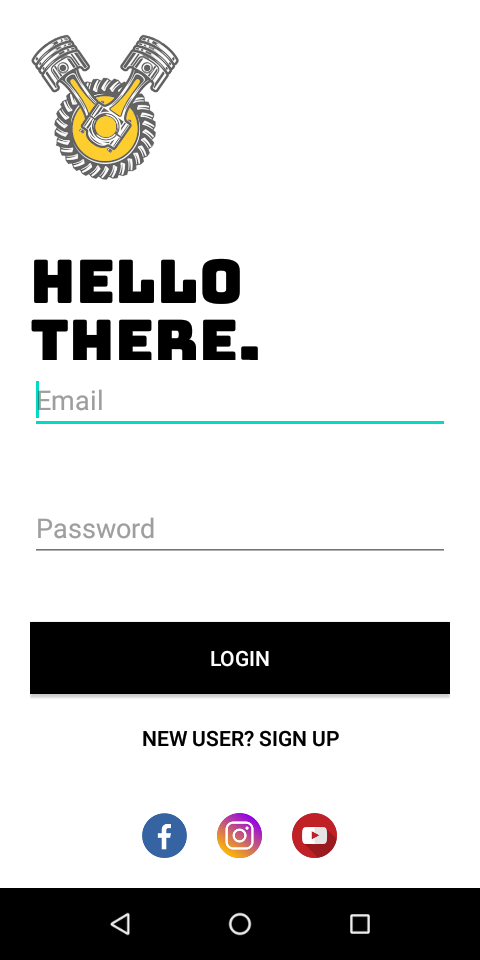 HELLO
THERE.
Email
Password
LOGIN
NEW USER? SIGN UP